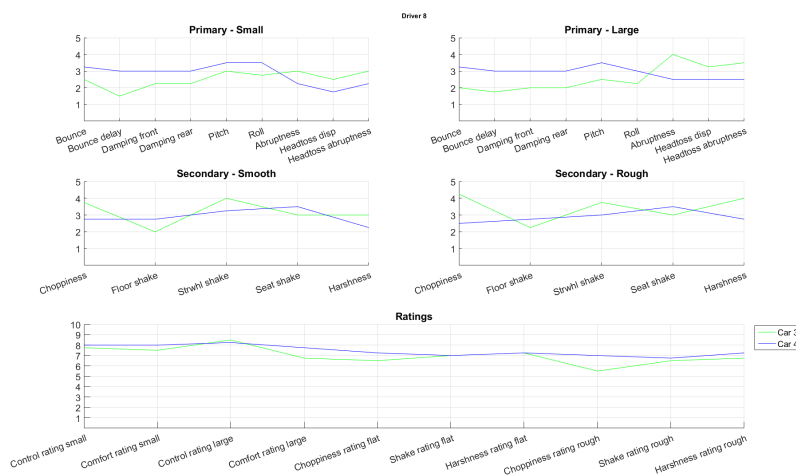 Driver 8
Primary - Small
5
4
3
2
1
Bounce
Bounce delay
Damping front
Damping rear
Pitch
Roll
Abruptness
Headtoss disp
Headtoss abruptness
Primary - Large
5
4
3
2
1
Bounce
Bounce delay
Damping front
Damping rear
Pitch
Roll
Abruptness
Headtoss disp
Headtoss abruptness
Secondary - Smooth
5
4
3
2
1
Choppiness
Floor shake
Strwhl shake
Seat shake
Harshness
Secondary - Rough
5
4
3
2
1
Choppiness
Floor shake
Strwhl shake
Seat shake
Harshness
Ratings
10
9
8
7
6
5
4
3
2
1
Control rating small
Comfort rating small
Control rating large
Comfort rating large
Choppiness rating flat
Shake rating flat
Harshness rating flat
Choppiness rating rough
Shake rating rough
Harshness rating rough
Car 3
Car 4